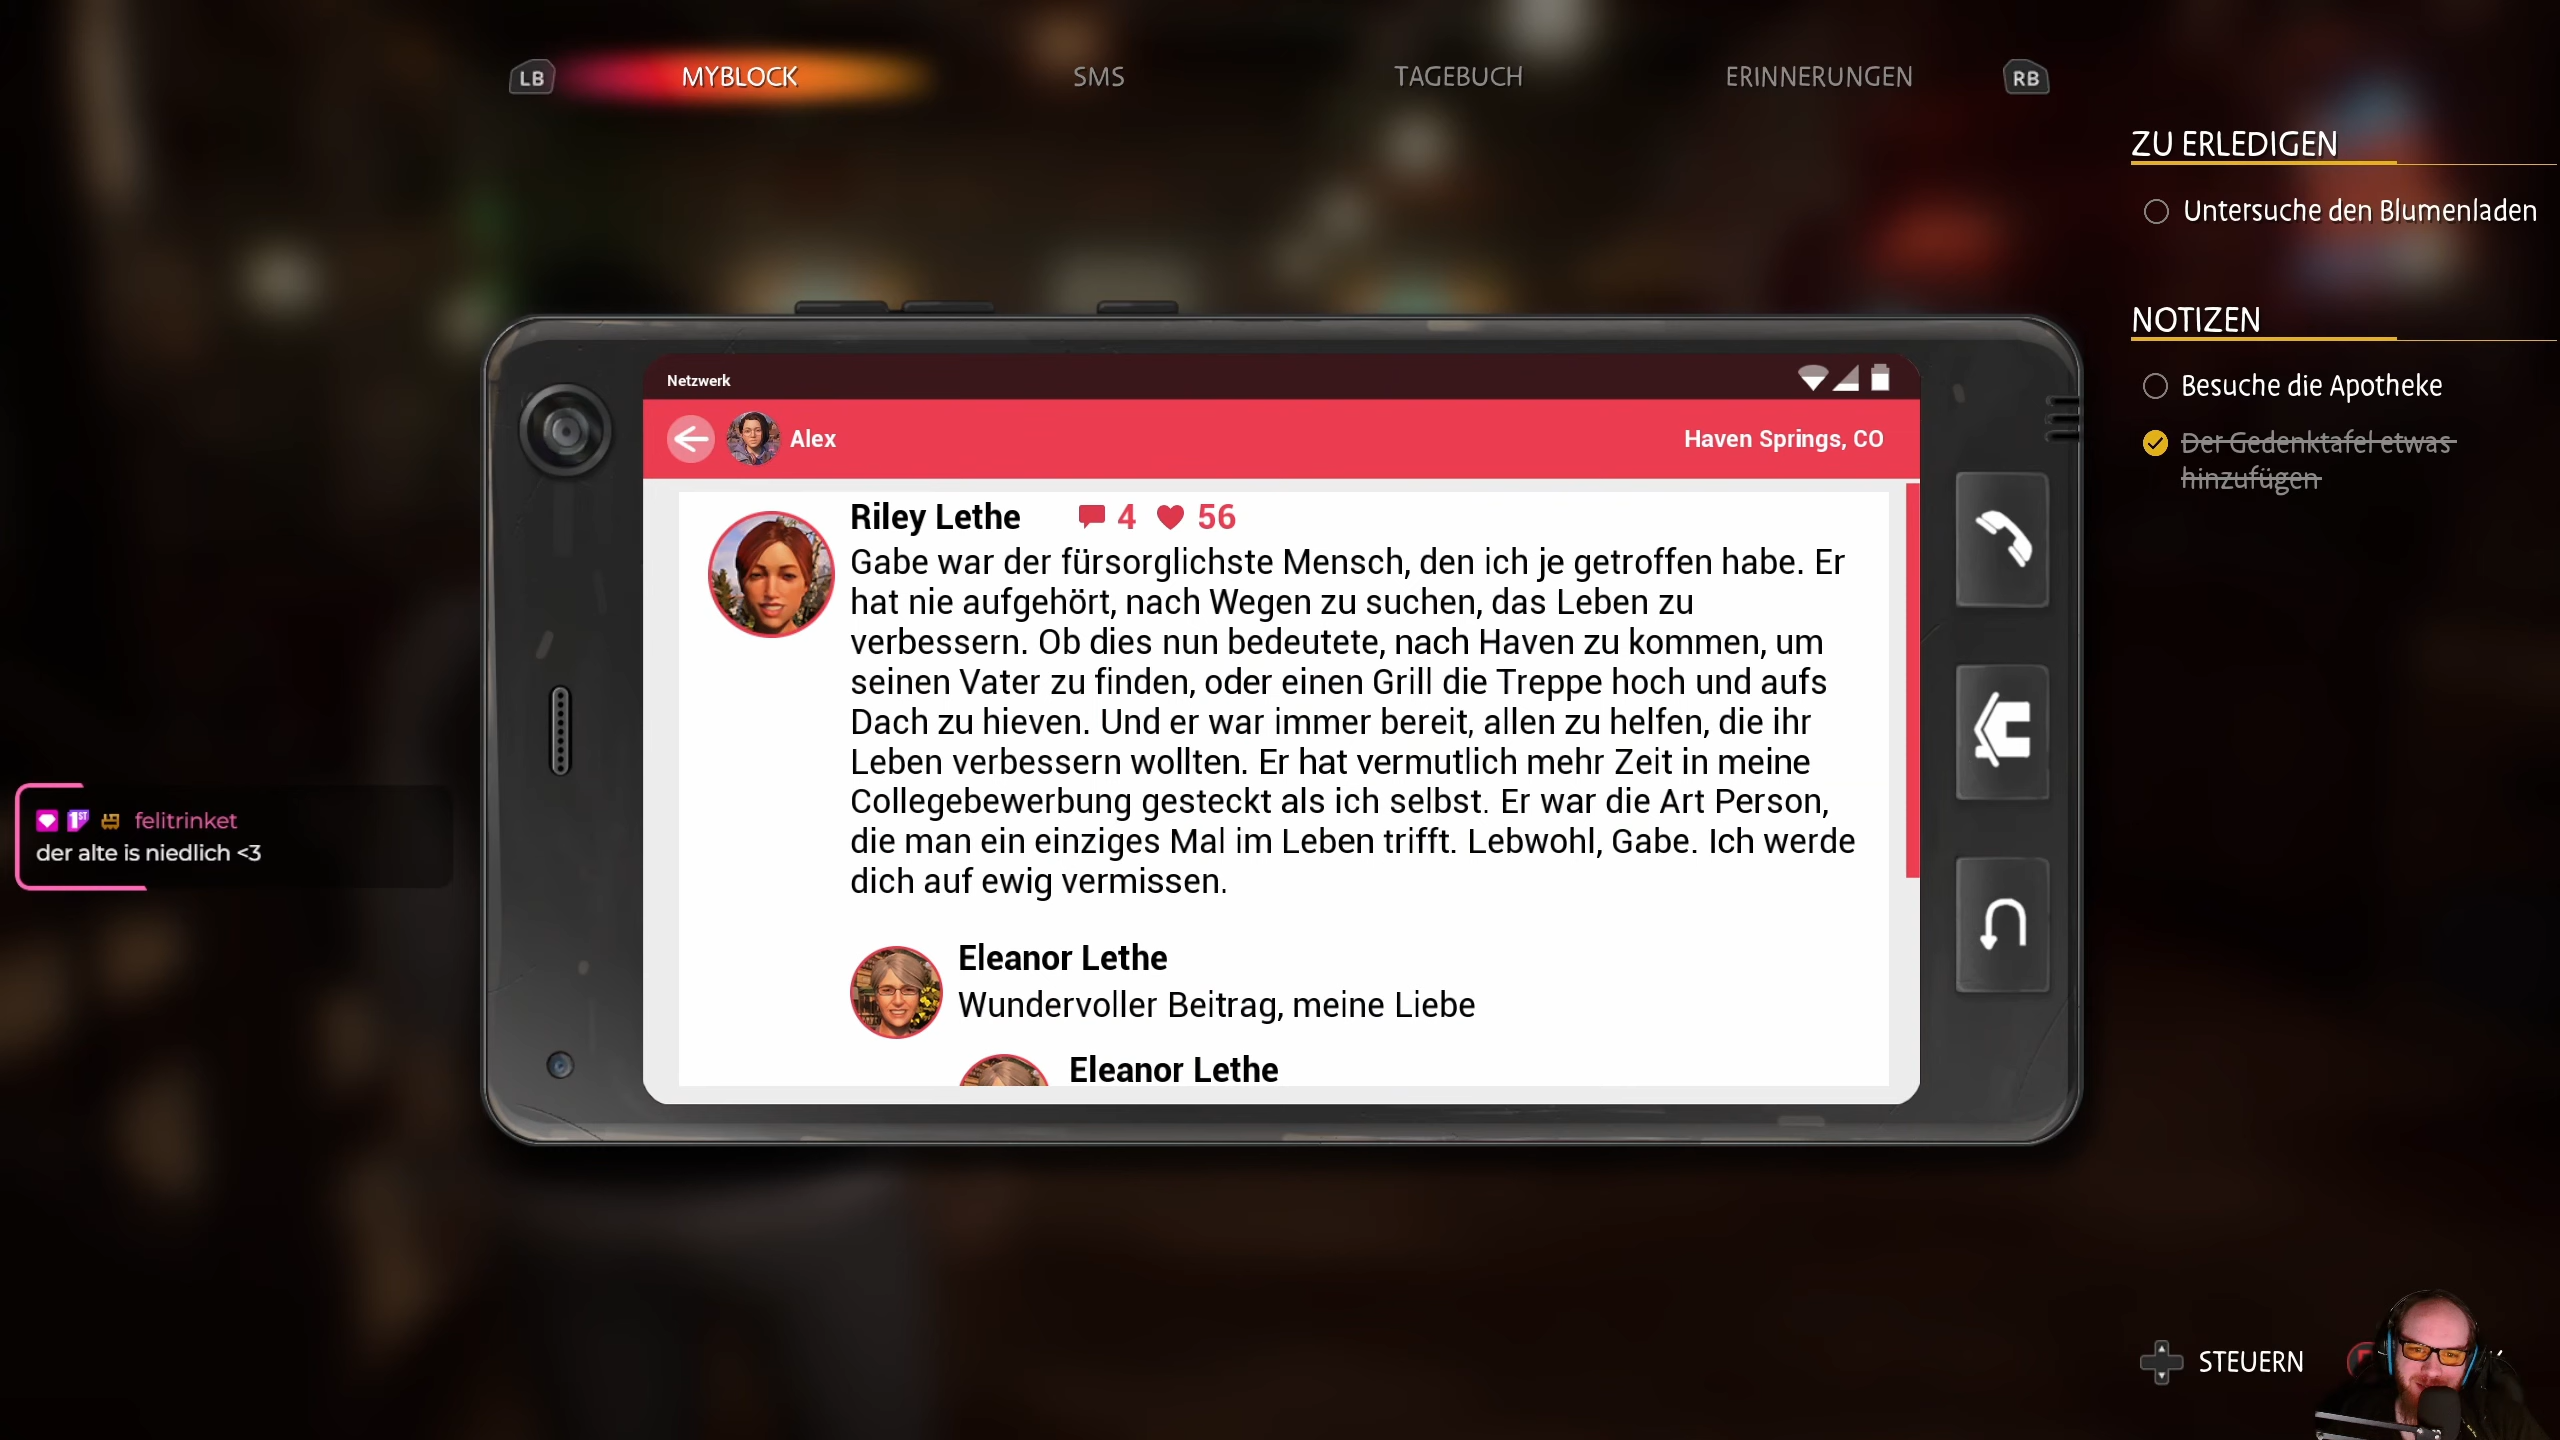 LB
MYBLOCK
SMS
TAGEBUCH
ERINNERUNGEN
RB
ZU ERLEDIGEN
Untersuche den Blumenladen
NOTIZEN
Besuche die Apotheke
Der Gedenktafel etwas
hinzufügen
Netzwerk
Alex
Haven Springs, CO
Riley Lethe 4 56
Gabe war der fürsorglichste Mensch, den ich je getroffen habe. Er
hat nie aufgehört, nach Wegen zu suchen, das Leben zu
verbessern. Ob dies nun bedeutete, nach Haven zu kommen, um
seinen Vater zu finden, oder einen Grill die Treppe hoch und aufs
Dach zu hieven. Und er war immer bereit, allen zu helfen, die ihr
Leben verbessern wollten. Er hat vermutlich mehr Zeit in meine
Collegebewerbung gesteckt als ich selbst. Er war die Art Person,
die man ein einziges Mal im Leben trifft. Lebwohl, Gabe. Ich werde
dich auf ewig vermissen.
Eleanor Lethe
Wundervoller Beitrag, meine Liebe
Eleanor Lethe
1ST felitrinket
der alte is niedlich <3
STEUERN